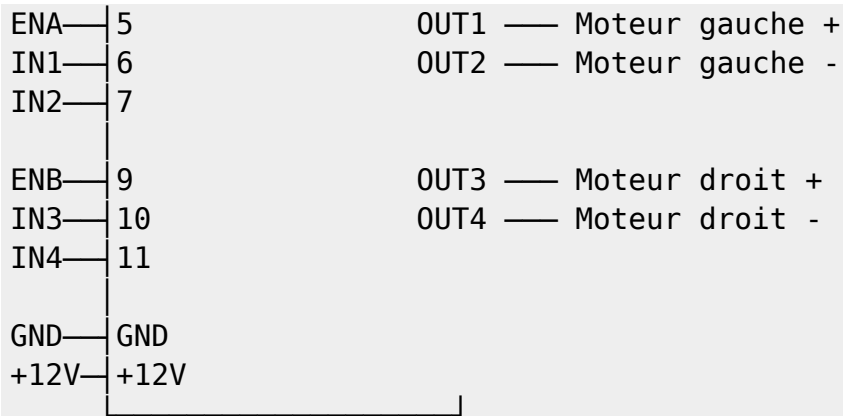 ENA 5 OUT1 Moteur gauche +
IN1 6 OUT2 Moteur gauche -
IN2 7
ENB 9 OUT3 Moteur droit +
IN3 10 OUT4 Moteur droit -
IN4 11
GND GND
+12V +12V